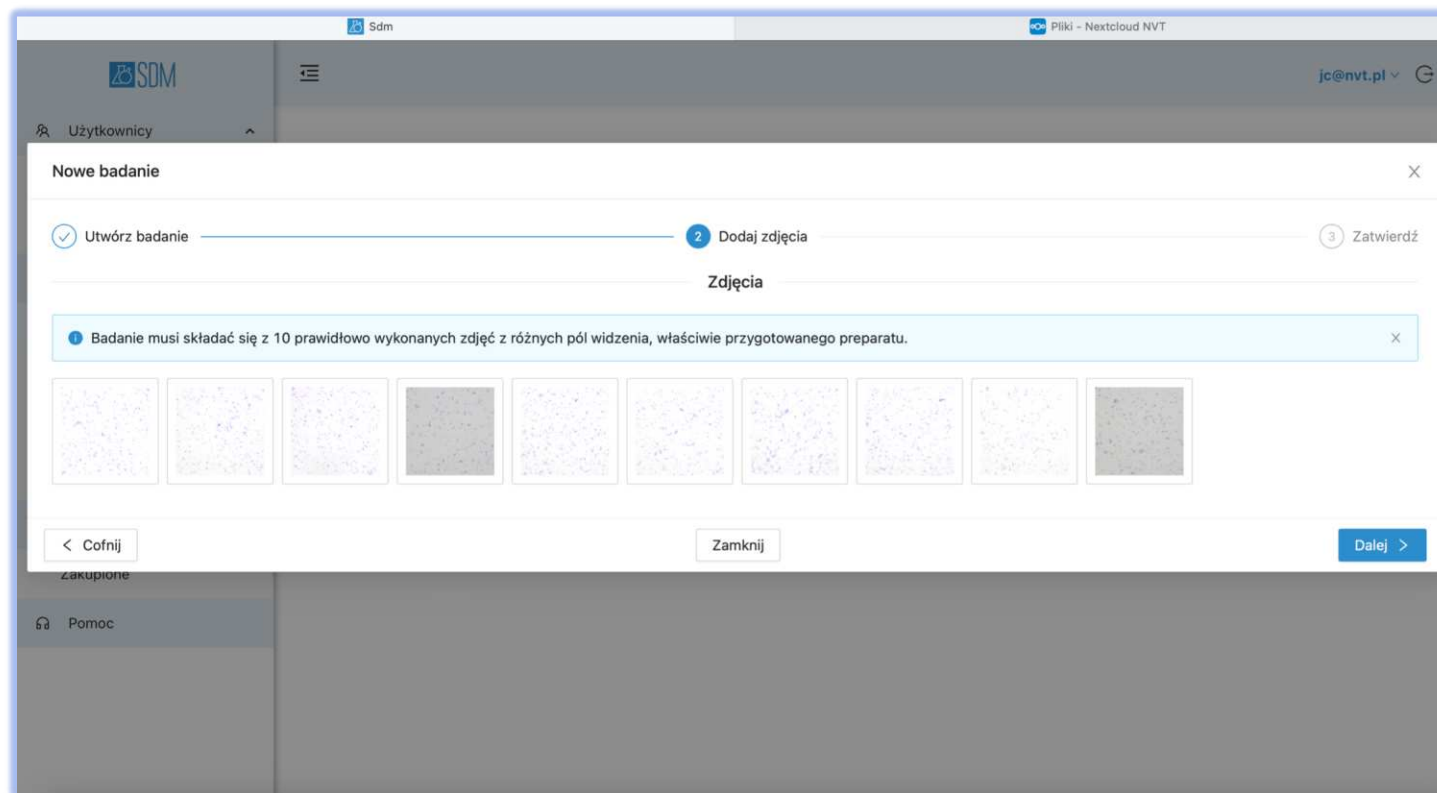 Sdm
Pliki - Nextcloud NVT
SDM
jc@nvt.pl
Użytkownicy
Nowe badanie
Utwórz badanie
2 Dodaj zdjęcia
3 Zatwierdź
Zdjęcia
Badanie musi składać się z 10 prawidłowo wykonanych zdjęć z różnych pól widzenia, właściwie przygotowanego preparatu.
Cofnij
Zamknij
Dalej
Zakupione
Pomoc